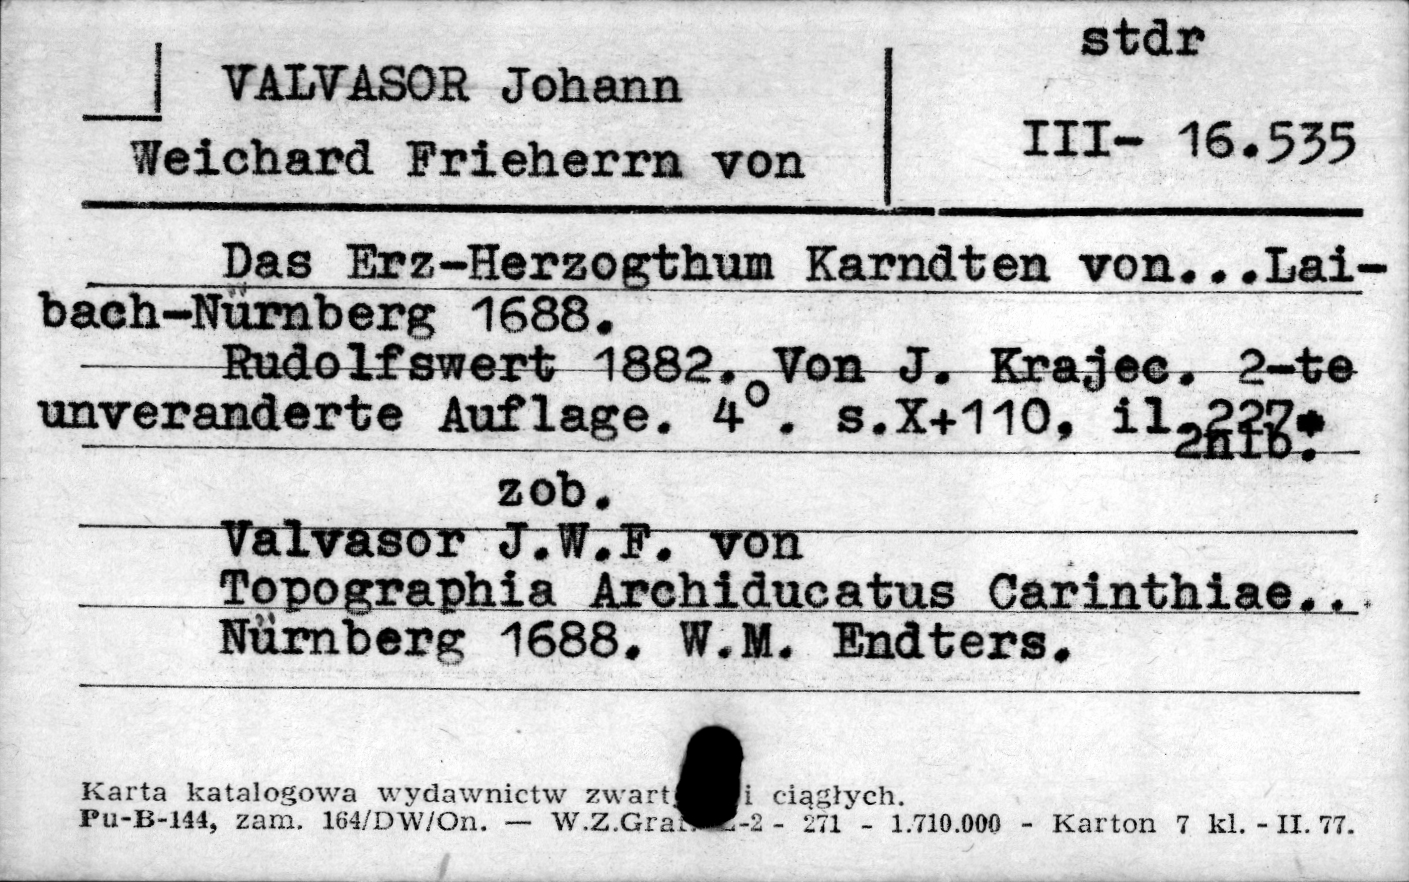 stdr
VALVASOR Johann
III- 16.535
Weichard Frieherrn von
Das Erz-Herzogthum Karndten von...Lai-
bach-Nürnberg 1688.
Rudolfswert 1882. Von J. Krajec. 2-te
unveranderte Auflage. 4°. s.X+110, il. 227.
2nlb.
zob.
Valvasor J.W.F. von
Topographia Archiducatus Carinthiae...
Nürnberg 1688. W.M. Endters.
Karta katalogowa wydawnictw i ciągłych.
Pu-B-144, zam. 164/DW/On. — -2 - 271 - 1.710.000 - Karton 7 kl. - II. 77.